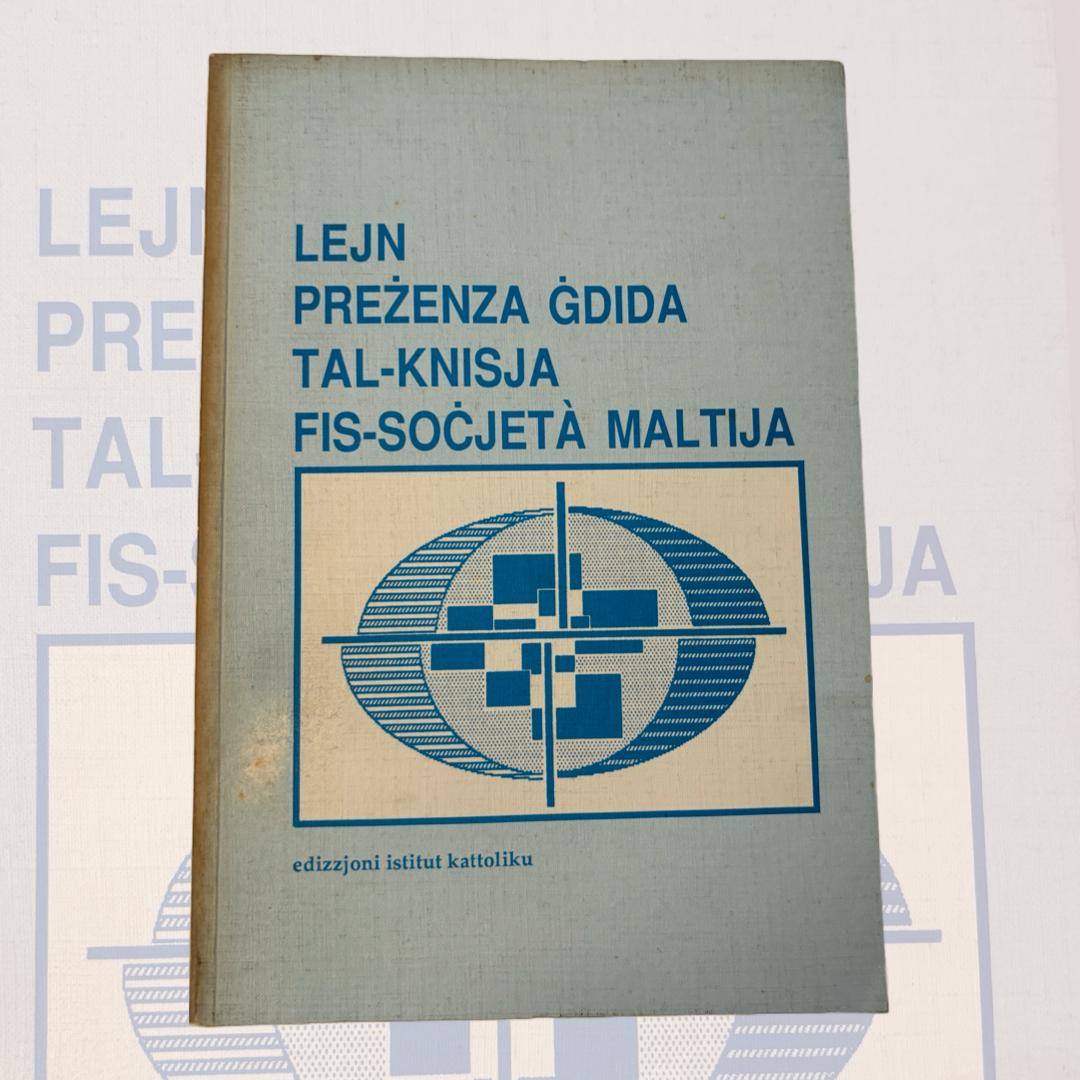 LEJN
PREŻENZA ĠDIDA
TAL-KNISJA
FIS-SOĊJETÀ MALTIJA
edizzjoni istitut kattoliku